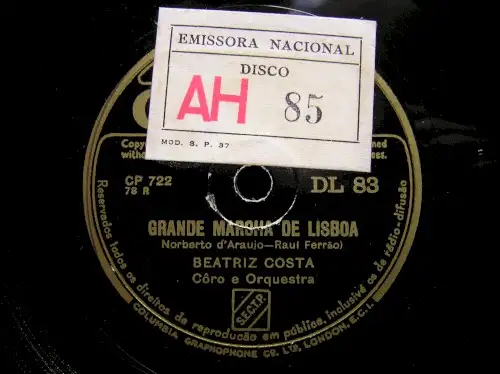 EMISSORA NACIONAL
DISCO
AH 85
MOD. S. P. 37
CP 722
78 R
DL 83
GRANDE MARCHA DE LISBOA
Norberto d'Araujo—Raul Ferrão)
BEATRIZ COSTA
Côro e Orquestra
S.E.C.T.P.
Reservados todos os direitos de reprodução em público, inclusivé os de rádio-difusão
COLUMBIA GRAPHOPHONE CO. LTD, LONDON, E.C.1.